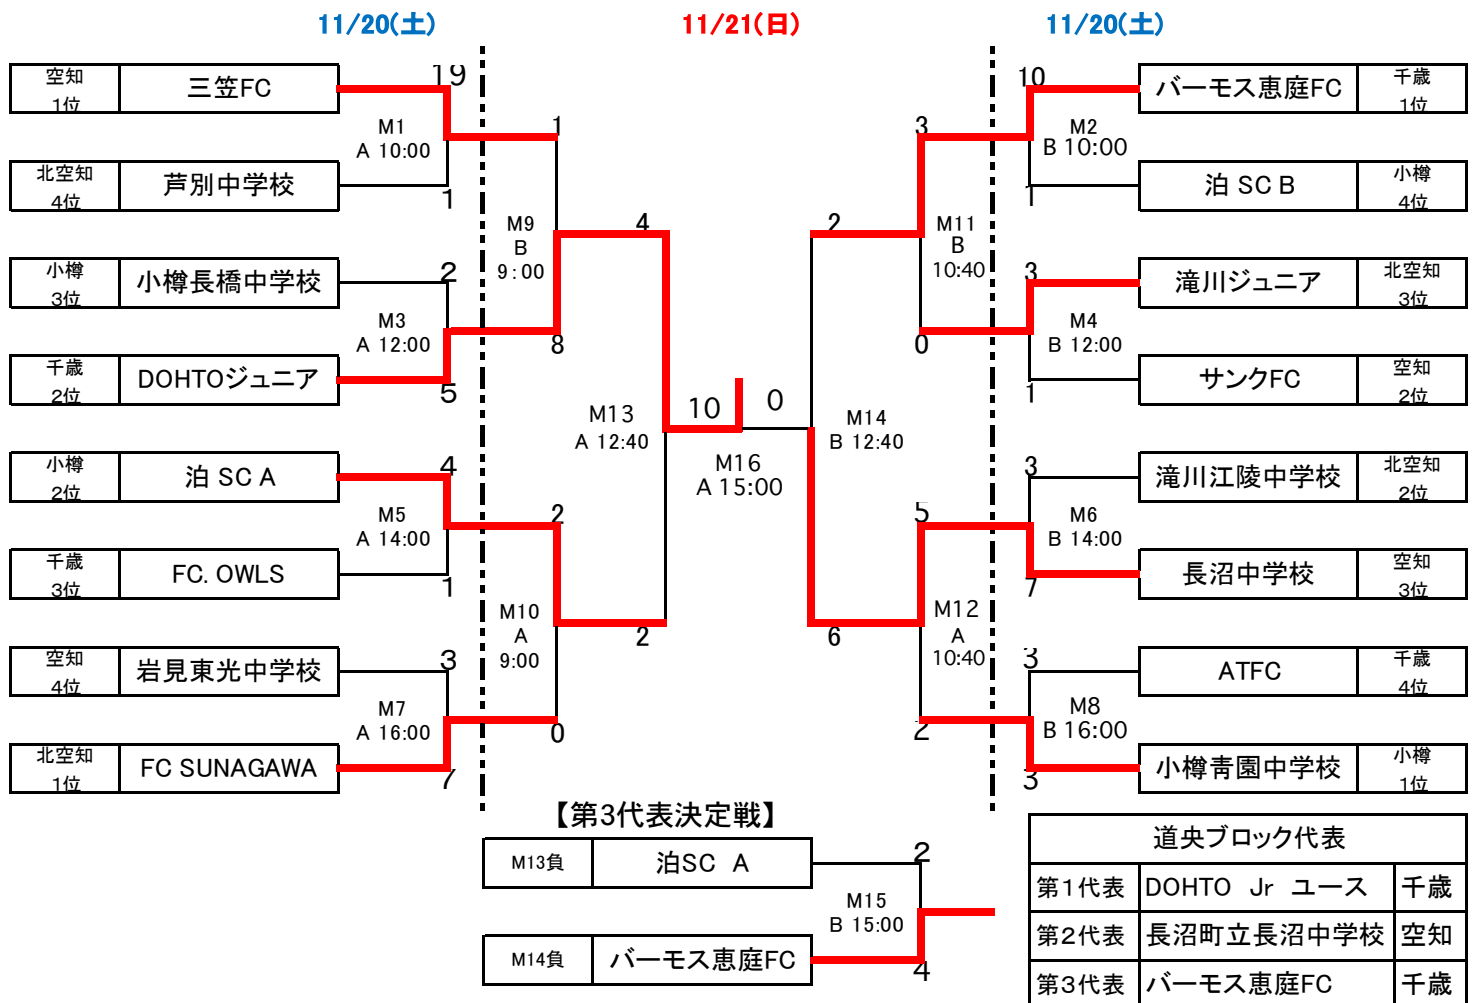 11/20(土)
11/21(日)
11/20(土)
空知
1位
三笠FC
19
M1
A 10:00
北空知
4位
芦別中学校
1
小樽
3位
小樽長橋中学校
2
M3
A 12:00
千歳
2位
DOHTOジュニア
5
小樽
2位
泊 SC A
4
M5
A 14:00
千歳
3位
FC. OWLS
1
空知
4位
岩見東光中学校
3
M7
A 16:00
北空知
1位
FC SUNAGAWA
7
1
M9
B
9:00
8
2
M10
A
9:00
0
4
M13
A 12:40
2
10
0
M16
A 15:00
2
M14
B 12:40
6
3
M11
B
10:40
0
5
M12
A
10:40
2
10
バーモス恵庭FC
千歳
1位
M2
B 10:00
1
泊 SC B
小樽
4位
3
滝川ジュニア
北空知
3位
M4
B 12:00
1
サンクFC
空知
2位
3
滝川江陵中学校
北空知
2位
M6
B 14:00
7
長沼中学校
空知
3位
3
ATFC
千歳
4位
M8
B 16:00
3
小樽青園中学校
小樽
1位
【第3代表決定戦】
M13負
泊SC A
2
M15
B 15:00
M14負
バーモス恵庭FC
4
道央ブロック代表
第1代表 DOHTO Jr ユース 千歳
第2代表 長沼町立長沼中学校 空知
第3代表 バーモス恵庭FC 千歳